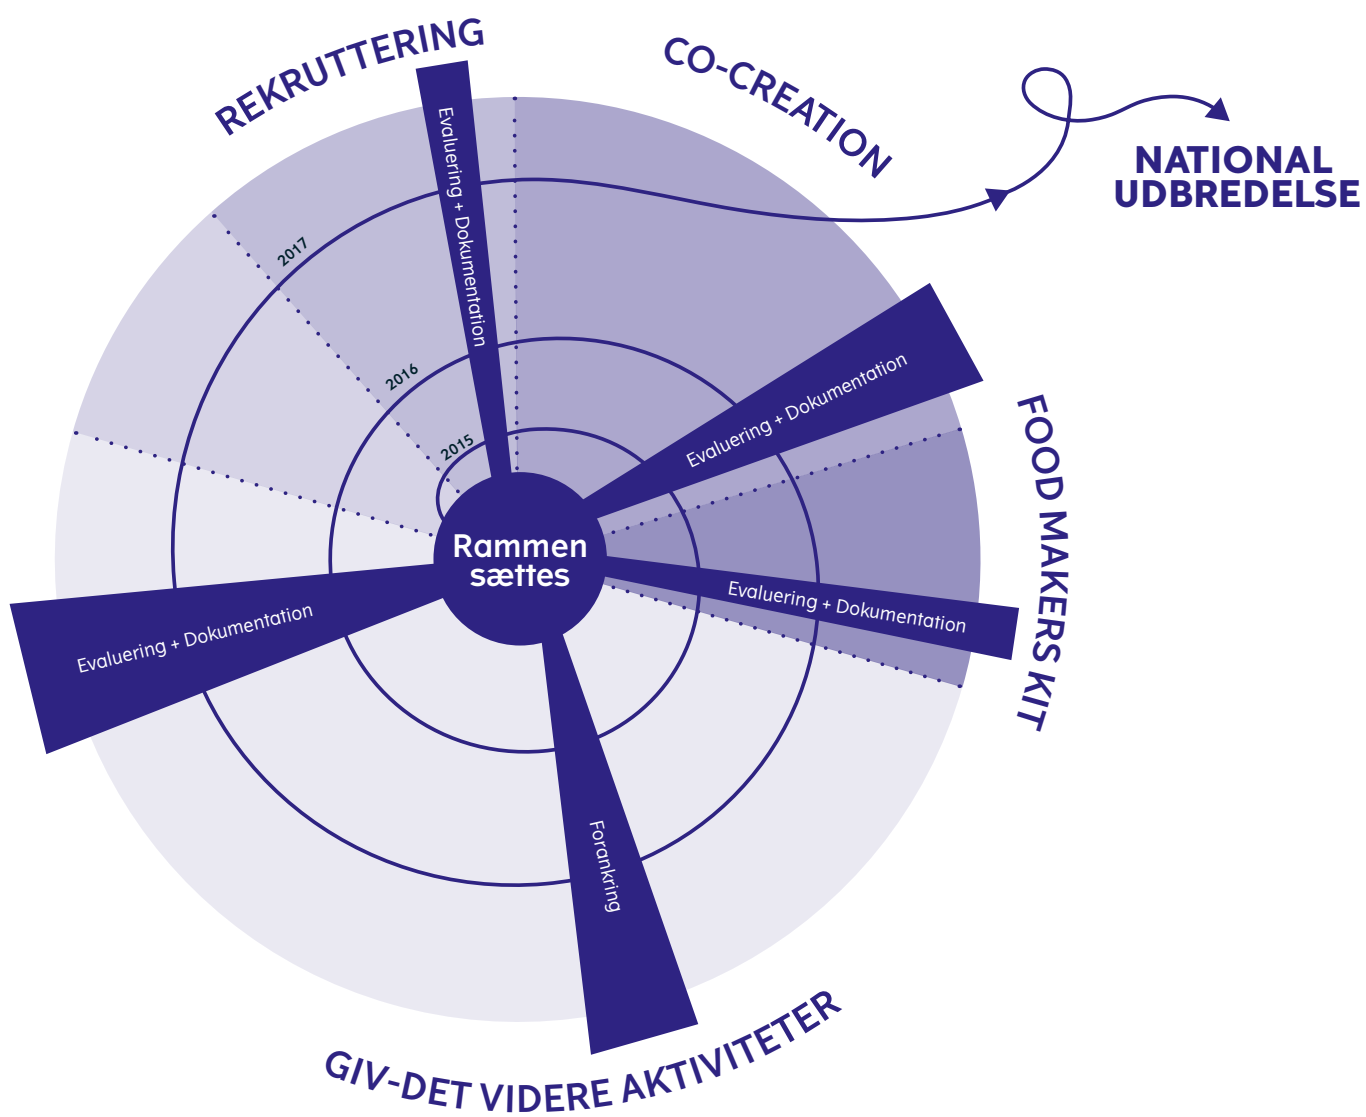 REKRUTTERING
CO-CREATION
NATIONAL
UDBREDELSE
Evaluering + Dokumentation
2017
2016
2015
Evaluering + Dokumentation
FOOD MAKERS KIT
Rammen
sættes
Evaluering + Dokumentation
Evaluering + Dokumentation
Forankring
GIV-DET VIDERE AKTIVITETER